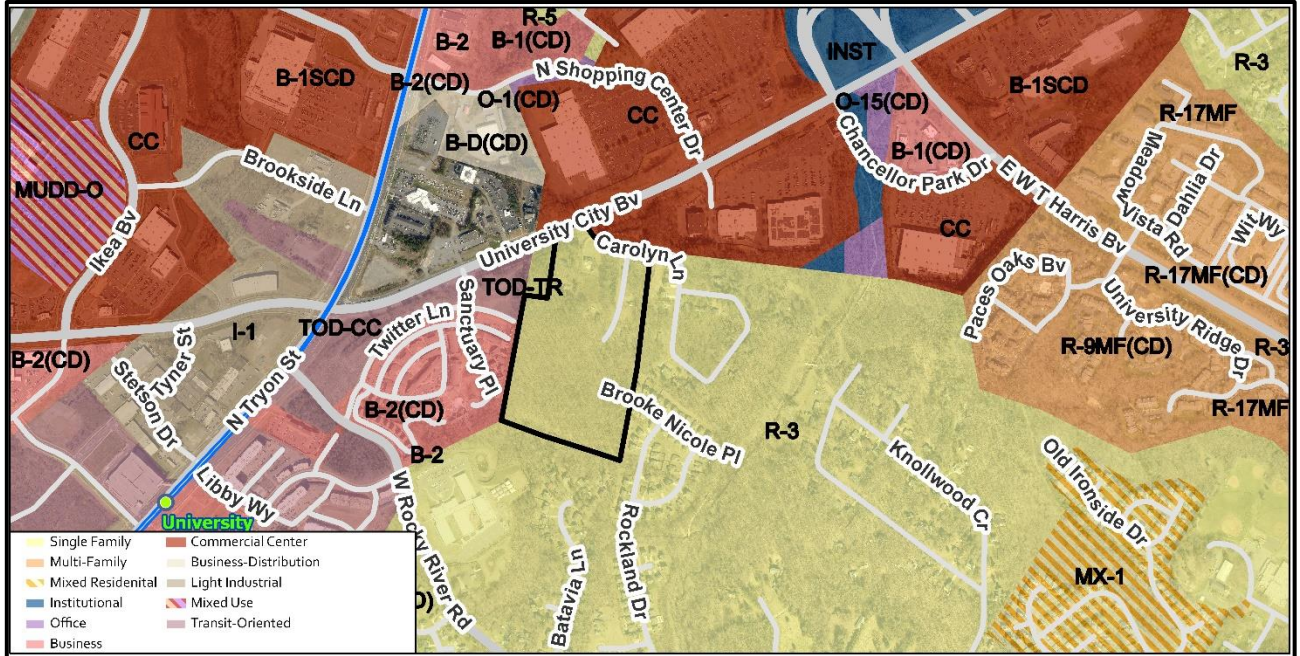 R-5
B-2
B-1(CD)
INST
R-3
B-1SCD
B-2(CD)
N Shopping Center Dr
B-1SCD
O-1(CD)
O-15(CD)
R-17MF
CC
CC
B-D(CD)
B-1(CD)
Chancellor Park Dr
Meadow Vista Rd
Dahlia Dr
Wit Wy
Brookside Ln
MUDD-O
E W T Harris Bv
Ikea Bv
University City Bv
Carolyn Ln
CC
R-17MF(CD)
Paces Oaks Bv
TOD-TR
Sanctuary Pl
University Ridge Dr
I-1
TOD-CC
Twitter Ln
R-9MF(CD)
R-3
B-2(CD)
Tyner St
Stetson Dr
N Tryon St
B-2(CD)
Brooke Nicole Pl
R-17MF
R-3
B-2
Knollwood Cr
Old Ironside Dr
Libby Wy
W Rocky River Rd
University
Rockland Dr
Batavia Ln
MX-1
D)
Single Family
Multi-Family
Mixed Residenital
Institutional
Office
Business
Commercial Center
Business-Distribution
Light Industrial
Mixed Use
Transit-Oriented